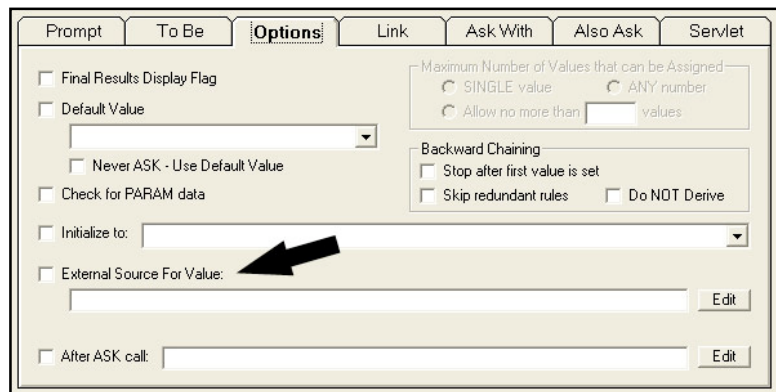 Prompt To Be Options Link Ask With Also Ask Servlet
Final Results Display Flag
Default Value
Never ASK - Use Default Value
Check for PARAM data
Maximum Number of Values that can be Assigned
SINGLE value ANY number
Allow no more than values
Backward Chaining
Stop after first value is set
Skip redundant rules Do NOT Derive
Initialize to:
External Source For Value:
Edit
After ASK call: Edit